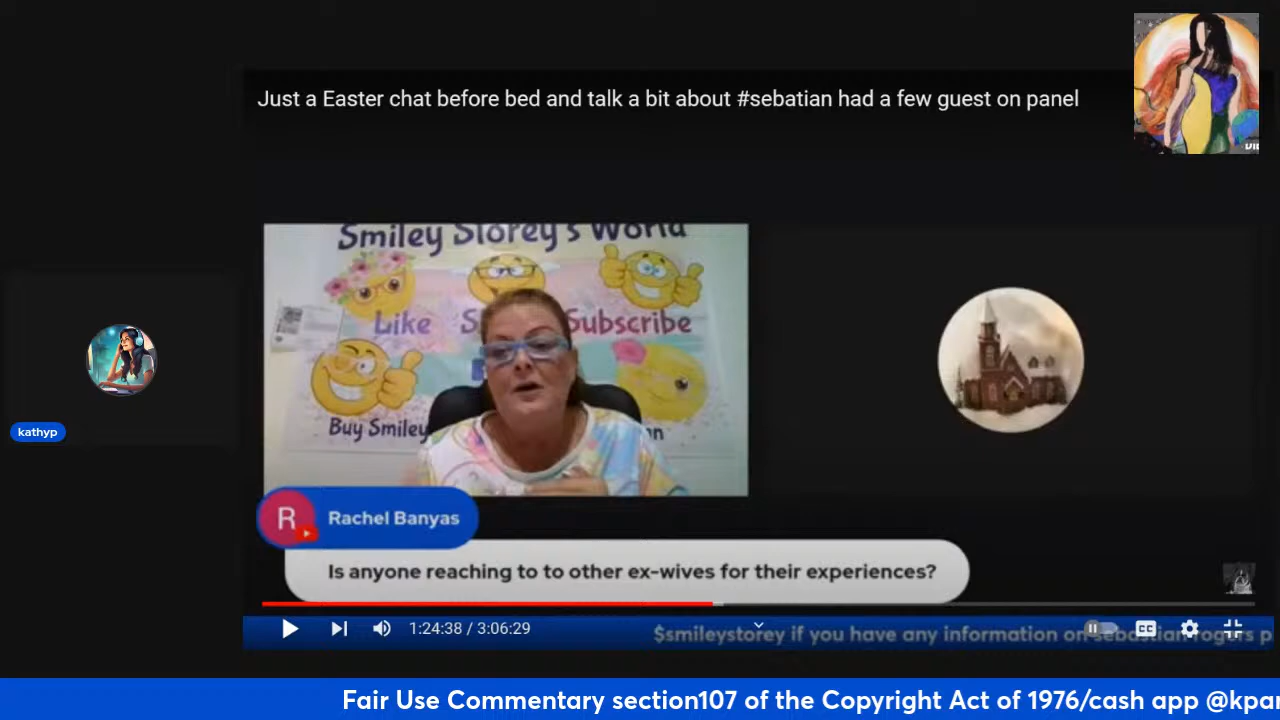 Just a Easter chat before bed and talk a bit about #sebatian had a few guest on panel
Smiley Storey's World
Like
Subscribe
Buy Smiley
kathyp
R
Rachel Banyas
Is anyone reaching to to other ex-wives for their experiences?
1:24:38 / 3:06:29
CC
$smileystorey if you have any information on sebastian rogers p
Fair Use Commentary section107 of the Copyright Act of 1976/cash app @kpar